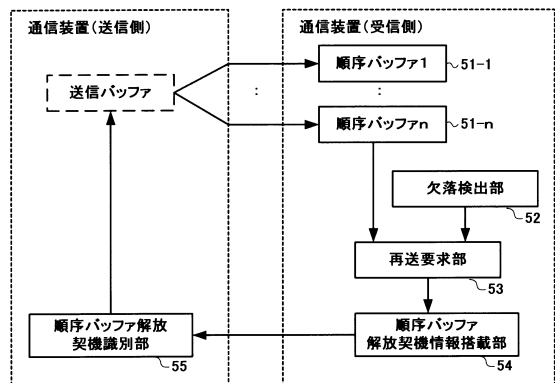 通信装置(送信側)
送信バッファ
順序バッファ解放
契機識別部
55
通信装置(受信側)
順序バッファ1
51-1
:
:
順序バッファn
51-n
欠落検出部
52
再送要求部
53
順序バッファ
解放契機情報搭載部
54